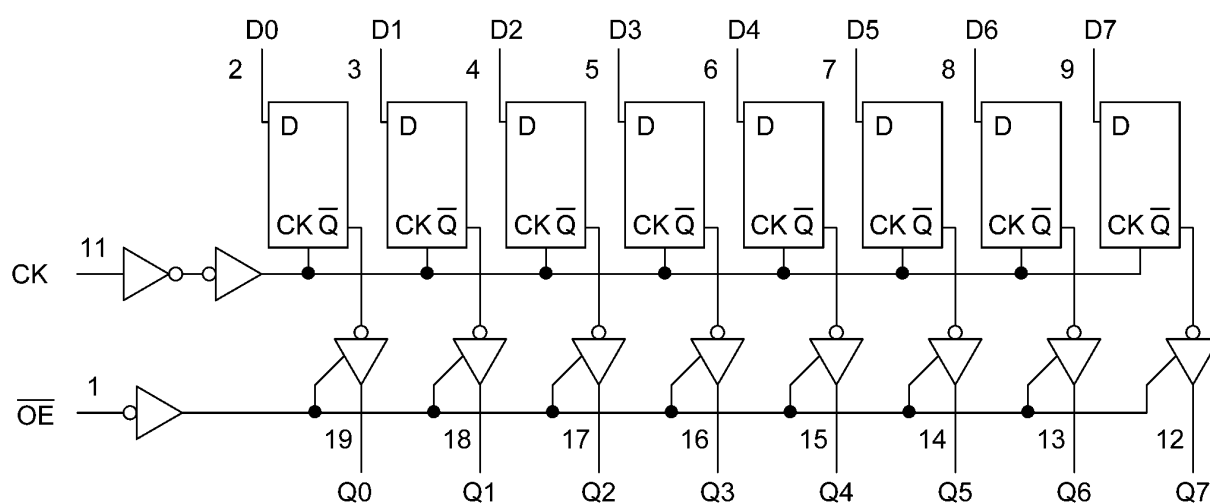 D0 D1 D2 D3 D4 D5 D6 D7
2 3 4 5 6 7 8 9
D D D D D D D D
CK Q̅ CK Q̅ CK Q̅ CK Q̅ CK Q̅ CK Q̅ CK Q̅ CK Q̅
11
CK
1
O̅E̅
19 18 17 16 15 14 13 12
Q0 Q1 Q2 Q3 Q4 Q5 Q6 Q7